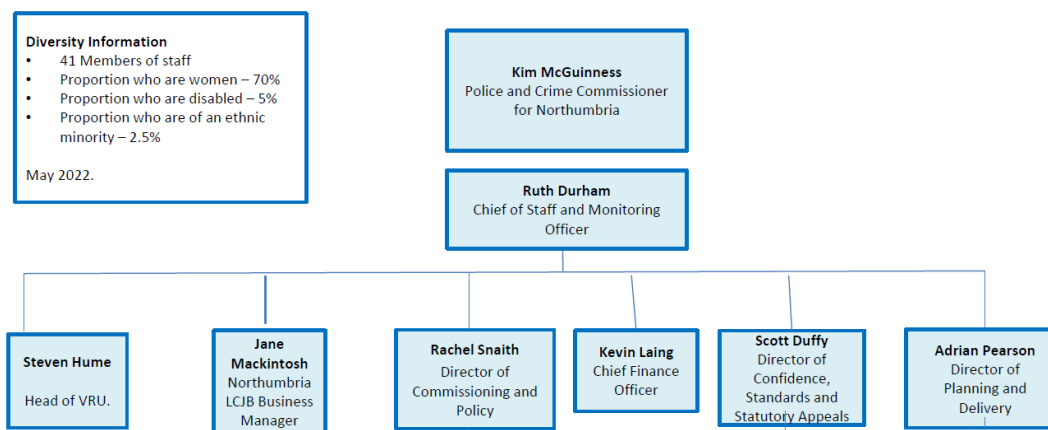 Diversity Information
• 41 Members of staff
• Proportion who are women – 70%
• Proportion who are disabled – 5%
• Proportion who are of an ethnic
minority – 2.5%
May 2022.
Kim McGuinness
Police and Crime Commissioner
for Northumbria
Ruth Durham
Chief of Staff and Monitoring
Officer
Steven Hume
Head of VRU.
Jane
Mackintosh
Northumbria
LCJB Business
Manager
Rachel Snaith
Director of
Commissioning and
Policy
Kevin Laing
Chief Finance
Officer
Scott Duffy
Director of
Confidence,
Standards and
Statutory Appeals
Adrian Pearson
Director of
Planning and
Delivery